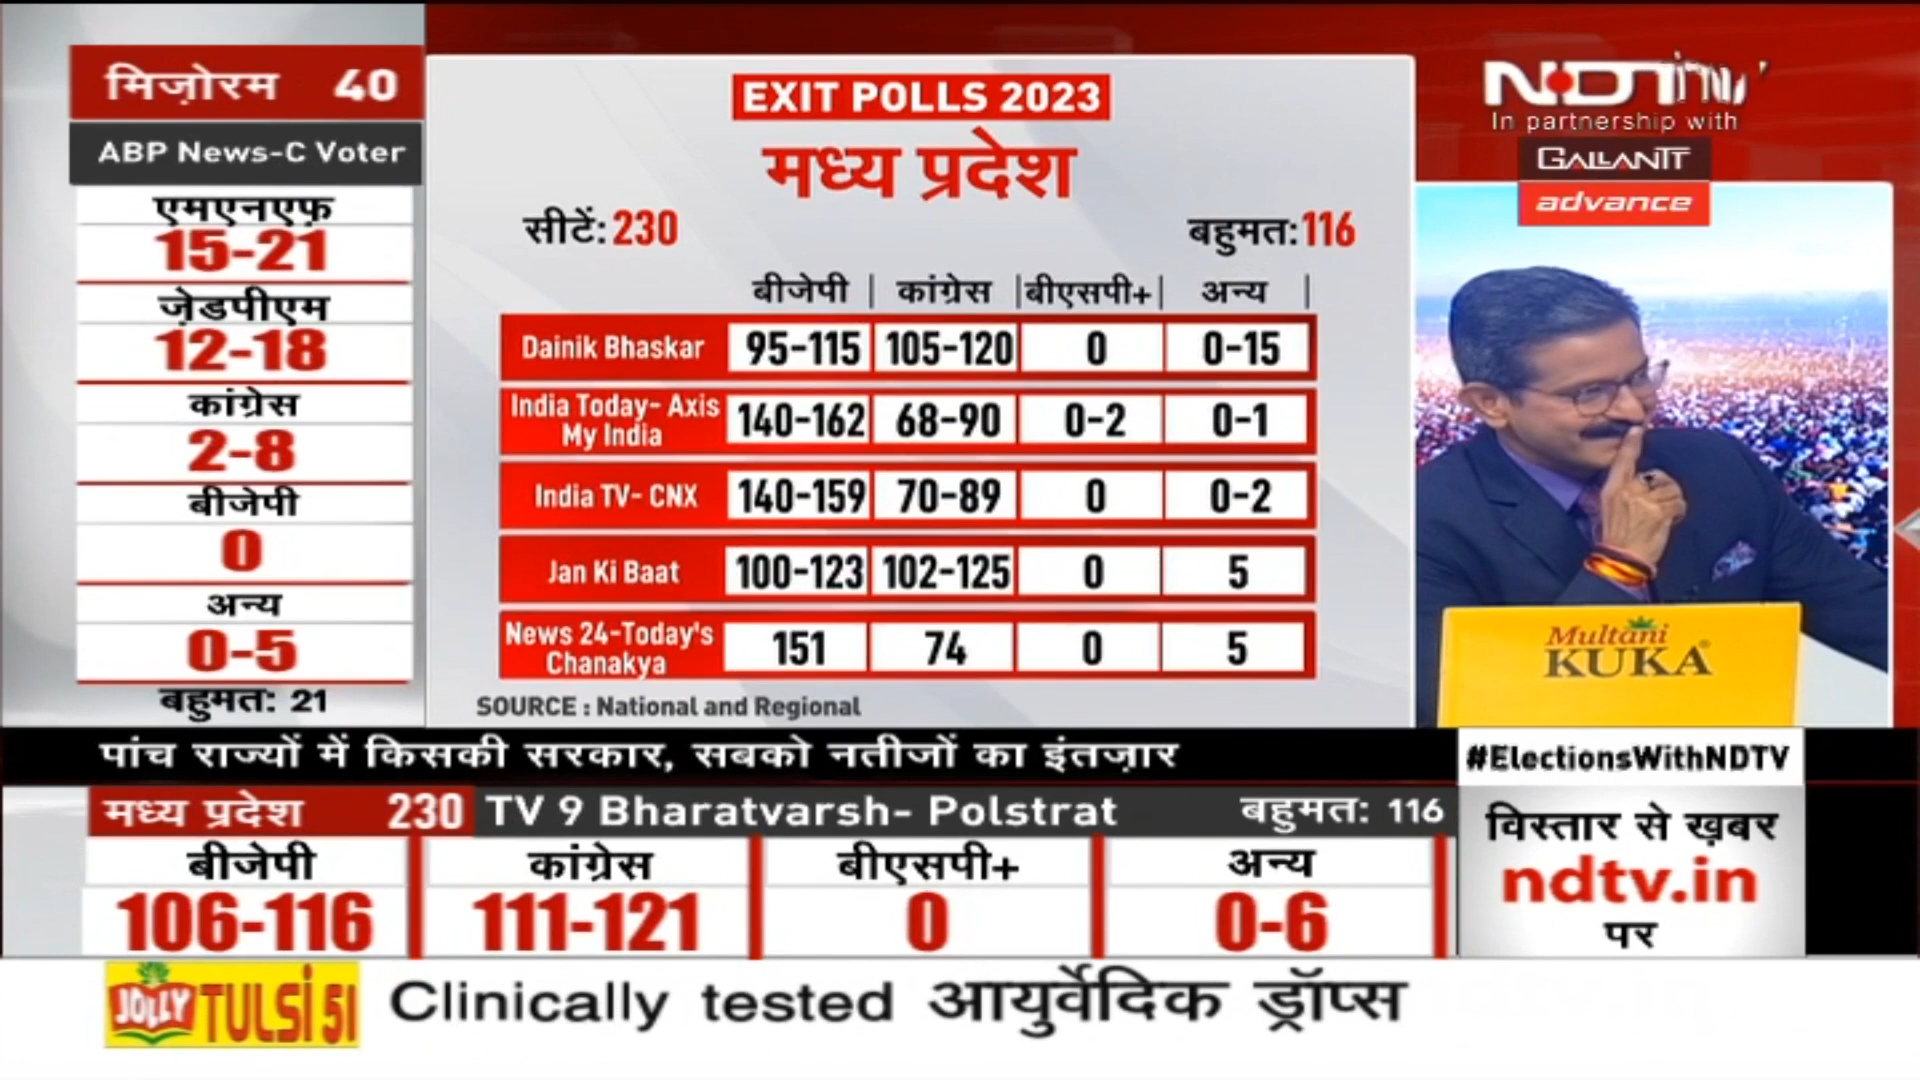 मिज़ोरम 40
ABP News-C Voter
एमएनएफ़
15-21
ज़ेडपीएम
12-18
कांग्रेस
2-8
बीजेपी
0
अन्य
0-5
बहुमत: 21
EXIT POLLS 2023
मध्य प्रदेश
सीटें:230 बहुमत:116
बीजेपी | कांग्रेस |बीएसपी+| अन्य |
Dainik Bhaskar 95-115 105-120 0 0-15
India Today- Axis
My India 140-162 68-90 0-2 0-1
India TV- CNX 140-159 70-89 0 0-2
Jan Ki Baat 100-123 102-125 0 5
News 24-Today's
Chanakya 151 74 0 5
SOURCE : National and Regional
In partnership with
GALLANTT
advance
Multani
KUKA
पांच राज्यों में किसकी सरकार, सबको नतीजों का इंतज़ार
#ElectionsWithNDTV
मध्य प्रदेश 230 TV 9 Bharatvarsh- Polstrat बहुमत: 116
बीजेपी कांग्रेस बीएसपी+ अन्य
106-116 111-121 0 0-6
विस्तार से ख़बर
ndtv.in
पर
JOLLY TULSI 51 Clinically tested आयुर्वेदिक ड्रॉप्स